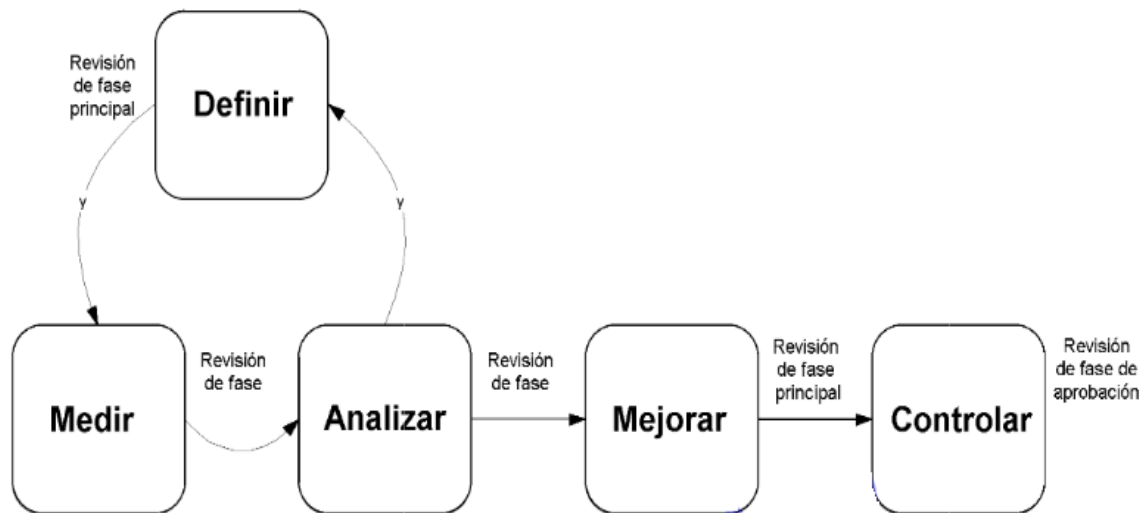 Revisión
de fase
principal
Definir
y
y
Medir
Revisión
de fase
Analizar
Revisión
de fase
Mejorar
Revisión
de fase
principal
Controlar
Revisión
de fase de
aprobación